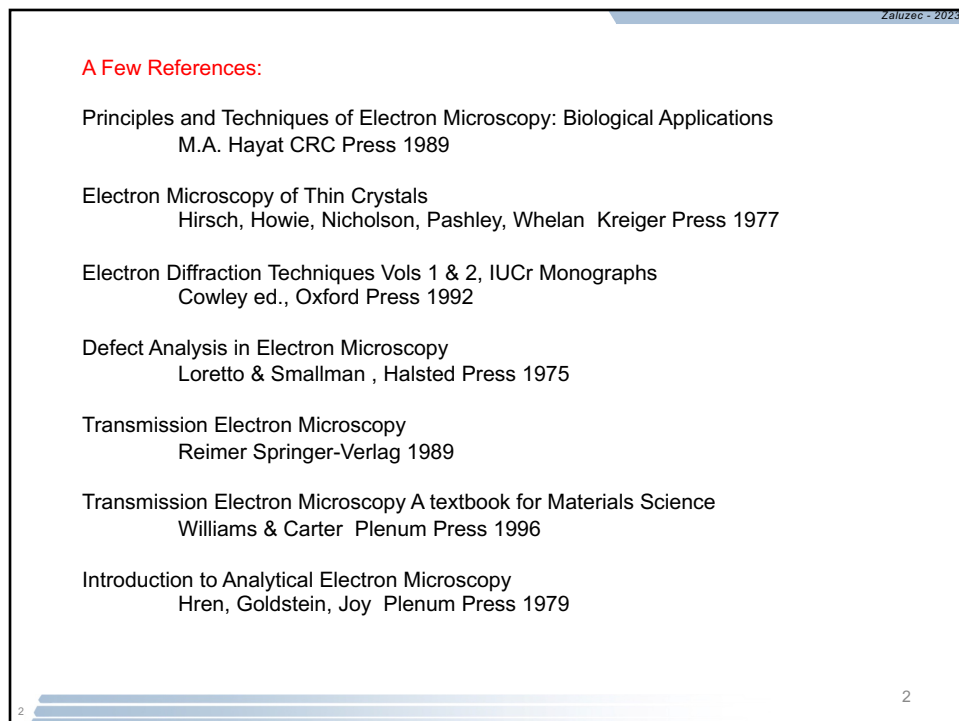 Zaluzec - 2023
A Few References:
Principles and Techniques of Electron Microscopy: Biological Applications
M.A. Hayat CRC Press 1989
Electron Microscopy of Thin Crystals
Hirsch, Howie, Nicholson, Pashley, Whelan  Kreiger Press 1977
Electron Diffraction Techniques Vols 1 & 2, IUCr Monographs
Cowley ed., Oxford Press 1992
Defect Analysis in Electron Microscopy
Loretto & Smallman , Halsted Press 1975
Transmission Electron Microscopy
Reimer Springer-Verlag 1989
Transmission Electron Microscopy A textbook for Materials Science
Williams & Carter  Plenum Press 1996
Introduction to Analytical Electron Microscopy
Hren, Goldstein, Joy  Plenum Press 1979
2
2